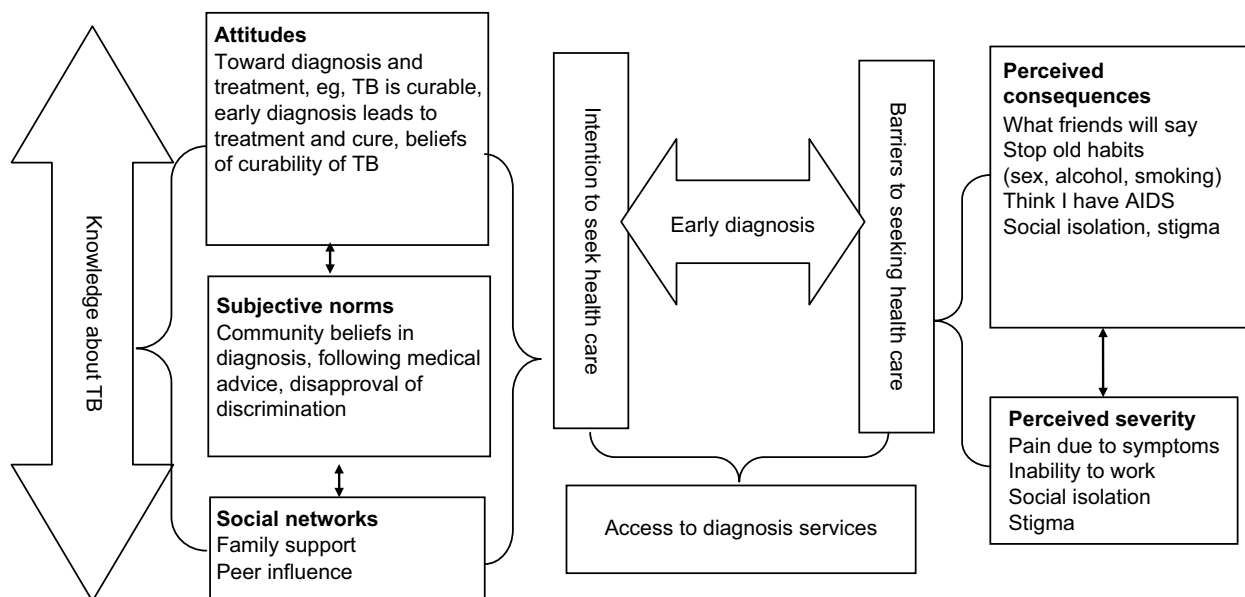 Knowledge about TB
Attitudes
Toward diagnosis and
treatment, eg, TB is curable,
early diagnosis leads to
treatment and cure, beliefs
of curability of TB
Subjective norms
Community beliefs in
diagnosis, following medical
advice, disapproval of
discrimination
Social networks
Family support
Peer influence
Intention to seek health care
Early diagnosis
Barriers to seeking health care
Access to diagnosis services
Perceived
consequences
What friends will say
Stop old habits
(sex, alcohol, smoking)
Think I have AIDS
Social isolation, stigma
Perceived severity
Pain due to symptoms
Inability to work
Social isolation
Stigma